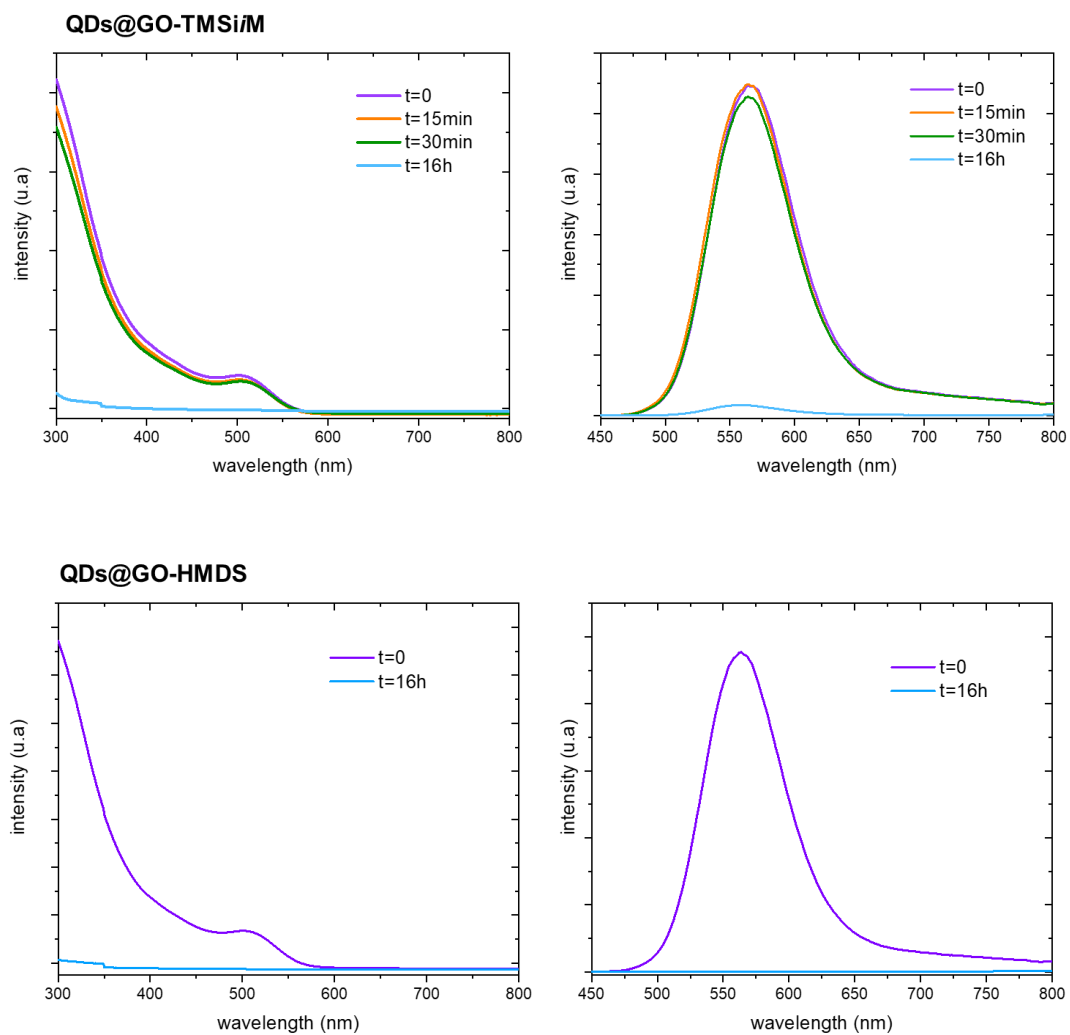 QDs@GO-TMSiiM
intensity (u.a)
t=0
t=15min
t=30min
t=16h
300 400 500 600 700 800
wavelength (nm)
intensity (u.a)
t=0
t=15min
t=30min
t=16h
450 500 550 600 650 700 750 800
wavelength (nm)
QDs@GO-HMDS
intensity (u.a)
t=0
t=16h
300 400 500 600 700 800
wavelength (nm)
intensity (u.a)
t=0
t=16h
450 500 550 600 650 700 750 800
wavelength (nm)